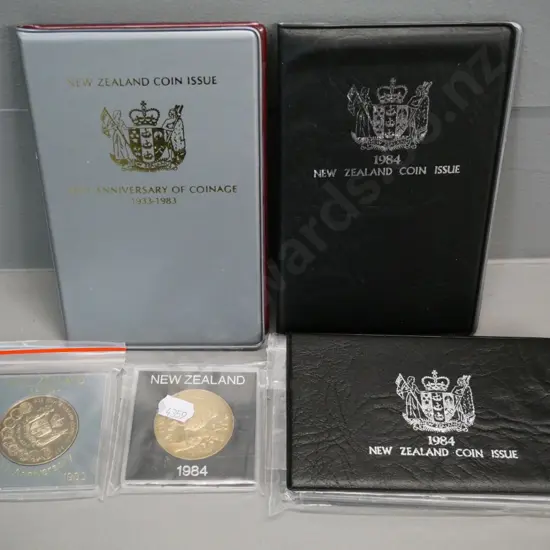 NEW ZEALAND COIN ISSUE
ANNIVERSARY OF COINAGE
1933-1983
1984
NEW ZEALAND COIN ISSUE
NEW ZEALAND
1984
1984
NEW ZEALAND COIN ISSUE